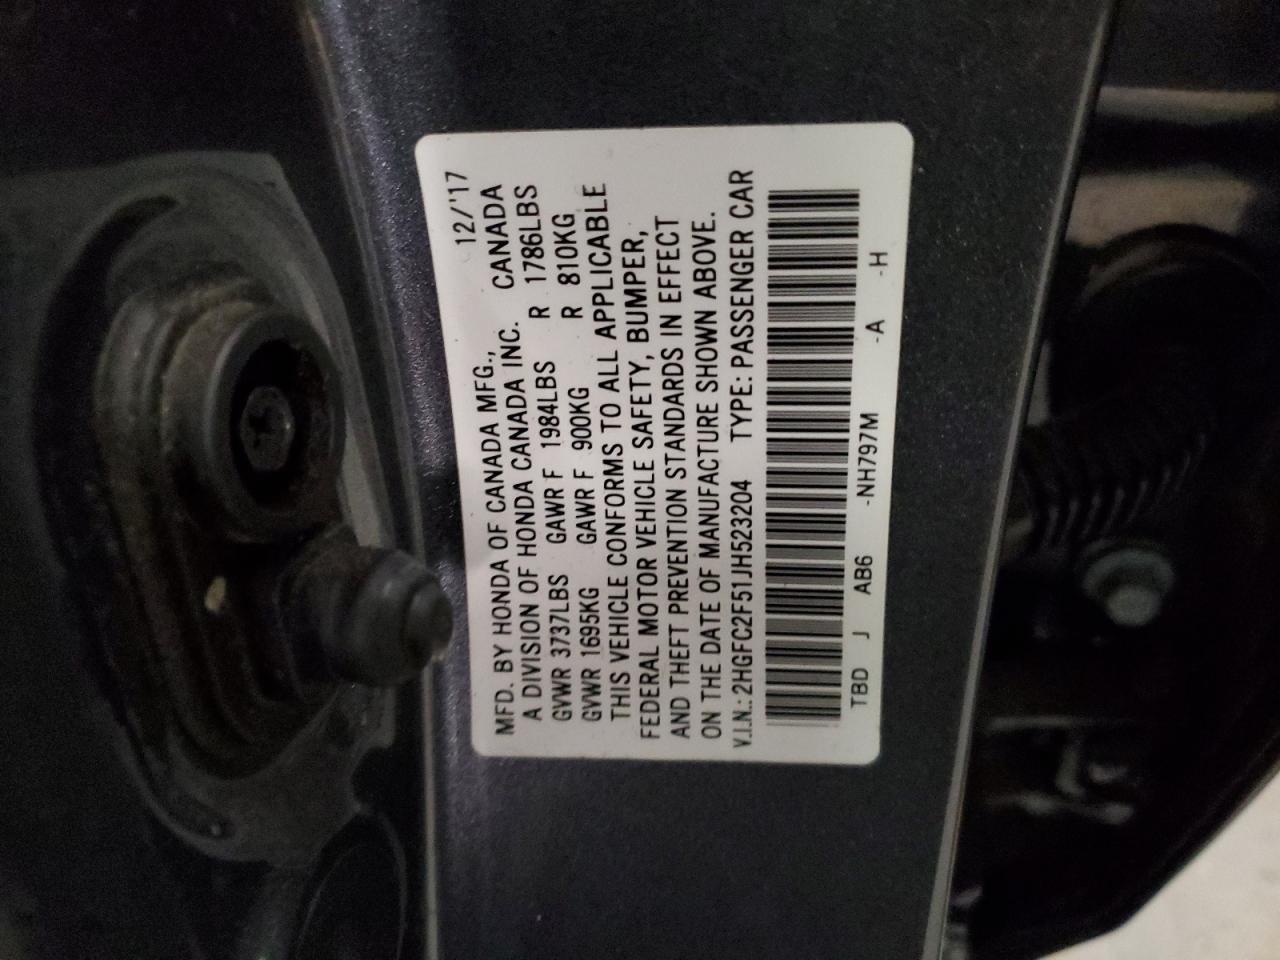 12/'17
MFD. BY HONDA OF CANADA MFG., CANADA
A DIVISION OF HONDA CANADA INC.
GVWR 3737LBS GAWR F 1984LBS R 1786LBS
GVWR 1695KG GAWR F 900KG R 810KG
THIS VEHICLE CONFORMS TO ALL APPLICABLE
FEDERAL MOTOR VEHICLE SAFETY, BUMPER,
AND THEFT PREVENTION STANDARDS IN EFFECT
ON THE DATE OF MANUFACTURE SHOWN ABOVE.
V.I.N.: 2HGFC2F51JH523204 TYPE: PASSENGER CAR
TBD J AB6 -NH797M -A -H